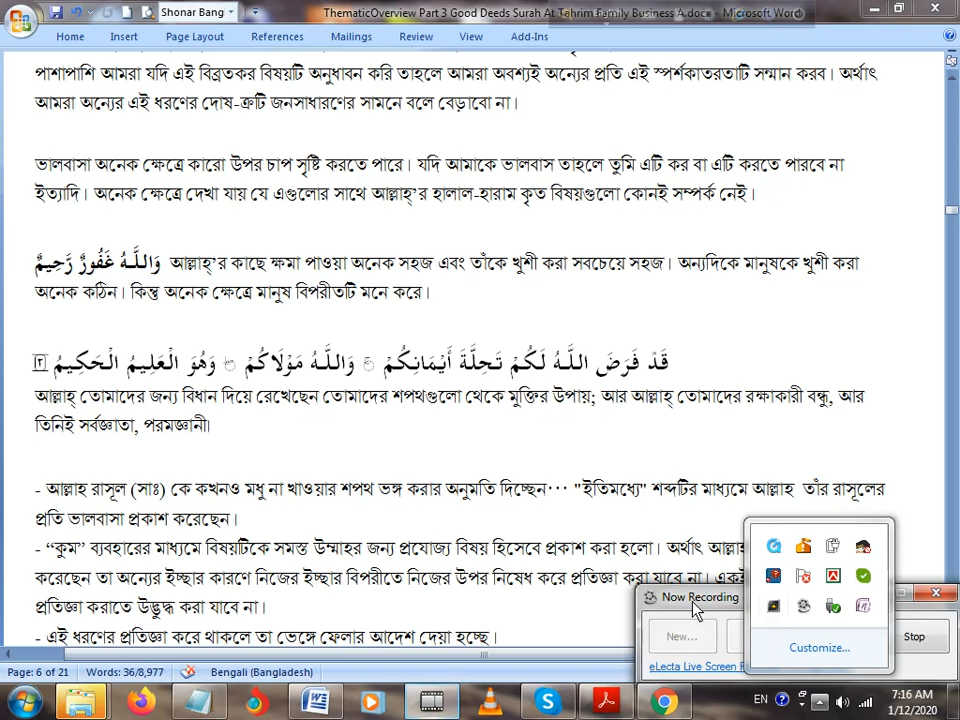 Shonar Bang
ThematicOverview Part 3 Good Deeds Surah At Tahrim Family Business A.docx - Microsoft Word
Home Insert Page Layout References Mailings Review View Add-Ins
পাশাপাশি আমরা যদি এই বিব্রতকর বিষয়টি অনুধাবন করি তাহলে আমরা অবশ্যই অন্যের প্রতি এই স্পর্শকাতরতাটি সম্মান করব। অর্থাৎ
আমরা অন্যের এই ধরণের দোষ-ত্রুটি জনসাধারণের সামনে বলে বেড়াবো না।
ভালবাসা অনেক ক্ষেত্রে কারো উপর চাপ সৃষ্টি করতে পারে। যদি আমাকে ভালবাস তাহলে তুমি এটি কর বা এটি করতে পারবে না
ইত্যাদি। অনেক ক্ষেত্রে দেখা যায় যে এগুলোর সাথে আল্লাহ্’র হালাল-হারাম কৃত বিষয়গুলো কোনই সম্পর্ক নেই।
وَاللَّـهُ غَفُورٌ رَّحِيمٌ আল্লাহ্’র কাছে ক্ষমা পাওয়া অনেক সহজ এবং তাঁকে খুশী করা সবচেয়ে সহজ। অন্যদিকে মানুষকে খুশী করা
অনেক কঠিন। কিন্তু অনেক ক্ষেত্রে মানুষ বিপরীতটি মনে করে।
قَدْ فَرَضَ اللَّـهُ لَكُمْ تَحِلَّةَ أَيْمَانِكُمْ ۚ وَاللَّـهُ مَوْلَاكُمْ ۖ وَهُوَ الْعَلِيمُ الْحَكِيمُ ﴿٢﴾
আল্লাহ্ তোমাদের জন্য বিধান দিয়ে রেখেছেন তোমাদের শপথগুলো থেকে মুক্তির উপায়; আর আল্লাহ্ তোমাদের রক্ষাকারী বন্ধু, আর
তিনিই সর্বজ্ঞাতা, পরমজ্ঞানী।
- আল্লাহ রাসূল (সাঃ) কে কখনও মধু না খাওয়ার শপথ ভঙ্গ করার অনুমতি দিচ্ছেন… "ইতিমধ্যে" শব্দটির মাধ্যমে আল্লাহ তাঁর রাসূলের
প্রতি ভালবাসা প্রকাশ করেছেন।
- “কুম” ব্যবহারের মাধ্যমে বিষয়টিকে সমস্ত উম্মাহর জন্য প্রযোজ্য বিষয় হিসেবে প্রকাশ করা হলো। অর্থাৎ
করেছেন তা অন্যের ইচ্ছার কারণে নিজের ইচ্ছার বিপরীতে নিজের উপর নিষেধ করে প্রতিজ্ঞা করা যাবে না।
প্রতিজ্ঞা করাতে উদ্ভুদ্ধ করা যাবে না।
- এই ধরণের প্রতিজ্ঞা করে থাকলে তা ভেঙ্গে ফেলার আদেশ দেয়া হচ্ছে।
Now Recording
New...
Stop
eLecta Live Screen
Customize...
Page: 6 of 21 Words: 36/8,977 Bengali (Bangladesh)
EN
7:16 AM
1/12/2020